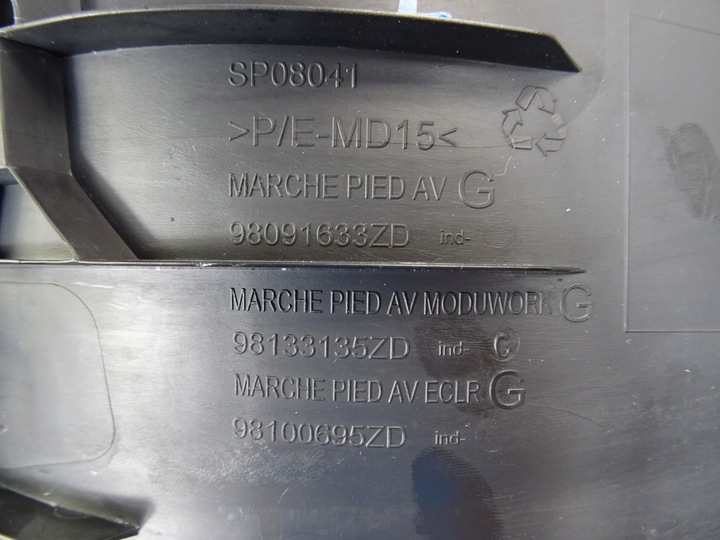 SP08041
>P/E-MD15<
MARCHE PIED AV G
98091633ZD ind-
MARCHE PIED AV MODUWORK G
98133135ZD ind- G
MARCHE PIED AV ECLR G
98100695ZD ind-